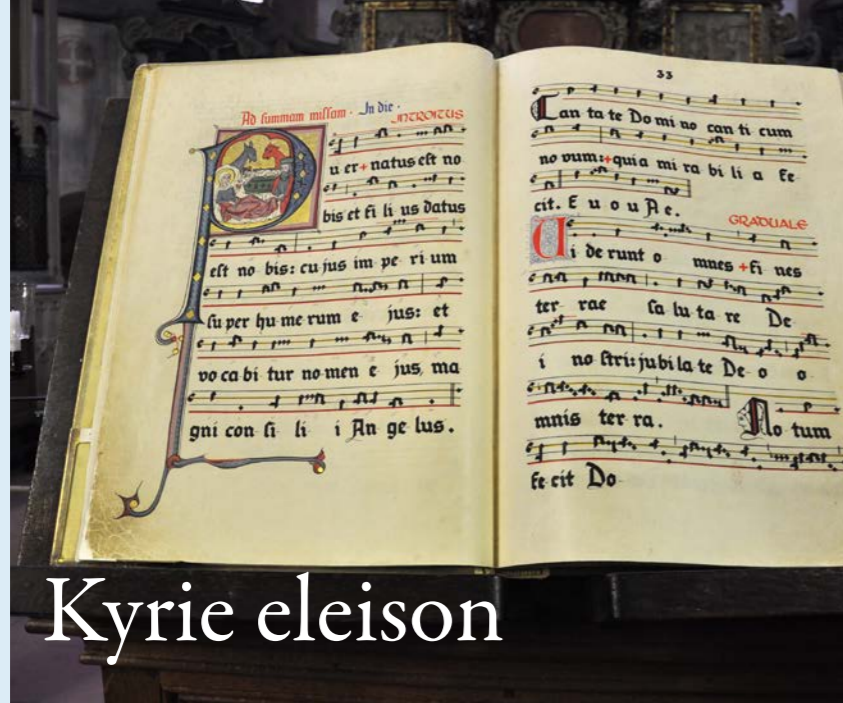 Ad summam missam · In die ·
INTROITUS
P
u er + natus est no
bis et fi li us datus
est no bis: cu jus im pe ri um
su per hu me rum e jus: et
vo ca bi tur no men e jus, ma
gni con si li i An ge lus.
33
Can ta te Do mi no can ti cum
no vum: + qui a mi ra bi li a fe
cit. E u o u A e.
GRADUALE
Vi de runt o mnes + fi nes
ter rae sa lu ta re De
i no stri: ju bi la te De o o
mnis ter ra. No tum
fe cit Do
Kyrie eleison